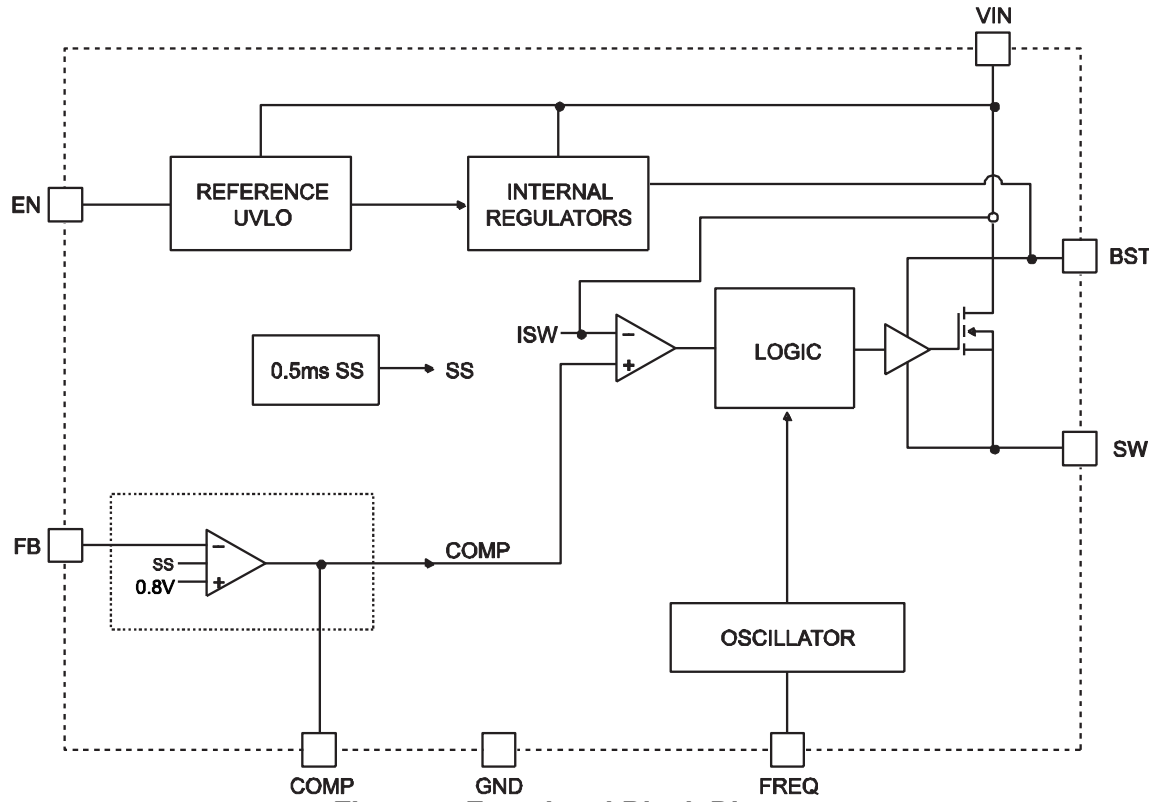 VIN
EN
REFERENCE
UVLO
INTERNAL
REGULATORS
BST
ISW
−
+
LOGIC
0.5ms SS
SS
SW
FB
−
SS
0.8V
+
COMP
OSCILLATOR
COMP
GND
FREQ